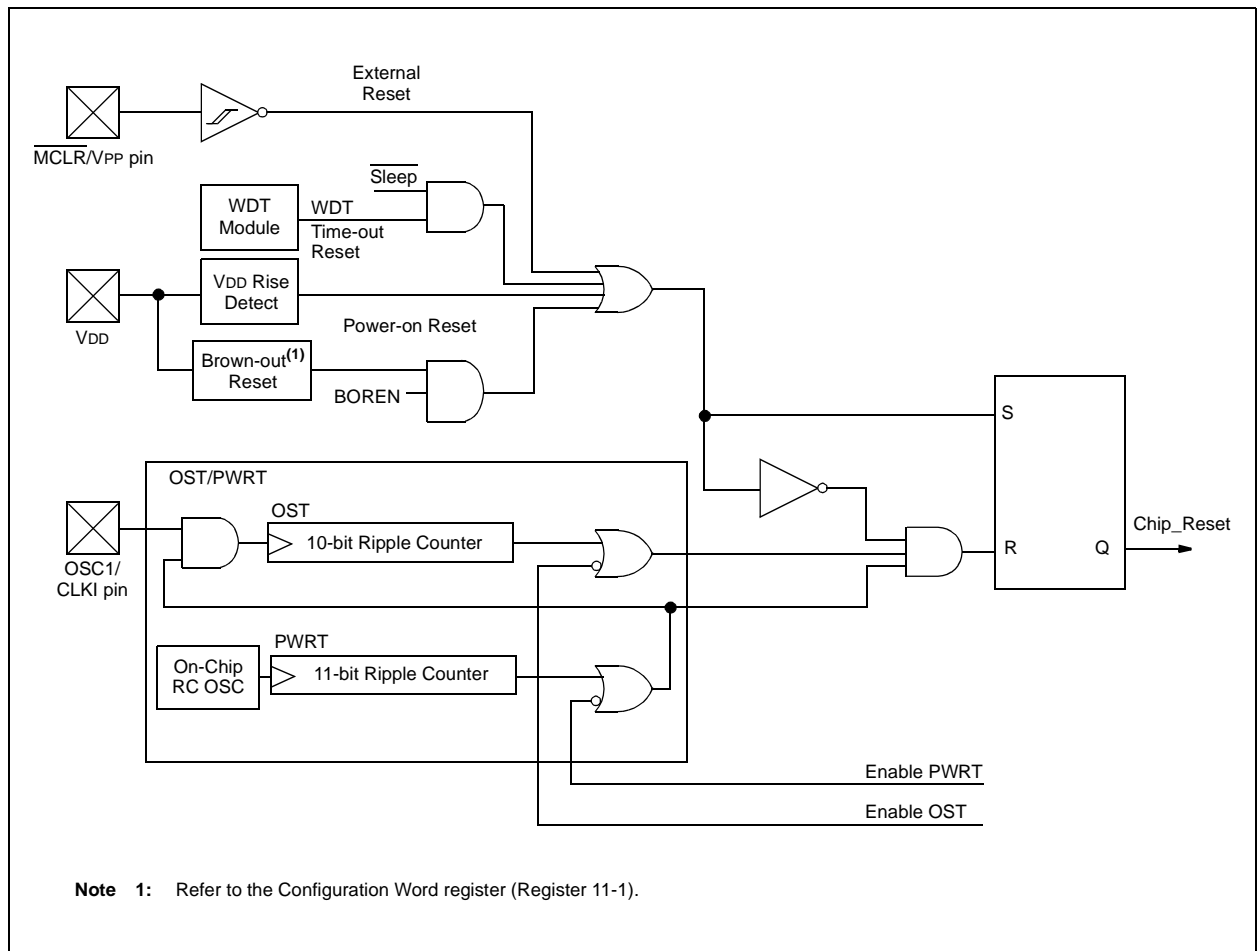 External
Reset
MCLR/VPP pin
Sleep
WDT
Module
WDT
Time-out
Reset
VDD Rise
Detect
VDD
Power-on Reset
Brown-out(1)
Reset
BOREN
S
OST/PWRT
OST
10-bit Ripple Counter
Chip_Reset
R
Q
OSC1/
CLKI pin
PWRT
On-Chip
RC OSC
11-bit Ripple Counter
Enable PWRT
Enable OST
Note 1: Refer to the Configuration Word register (Register 11-1).